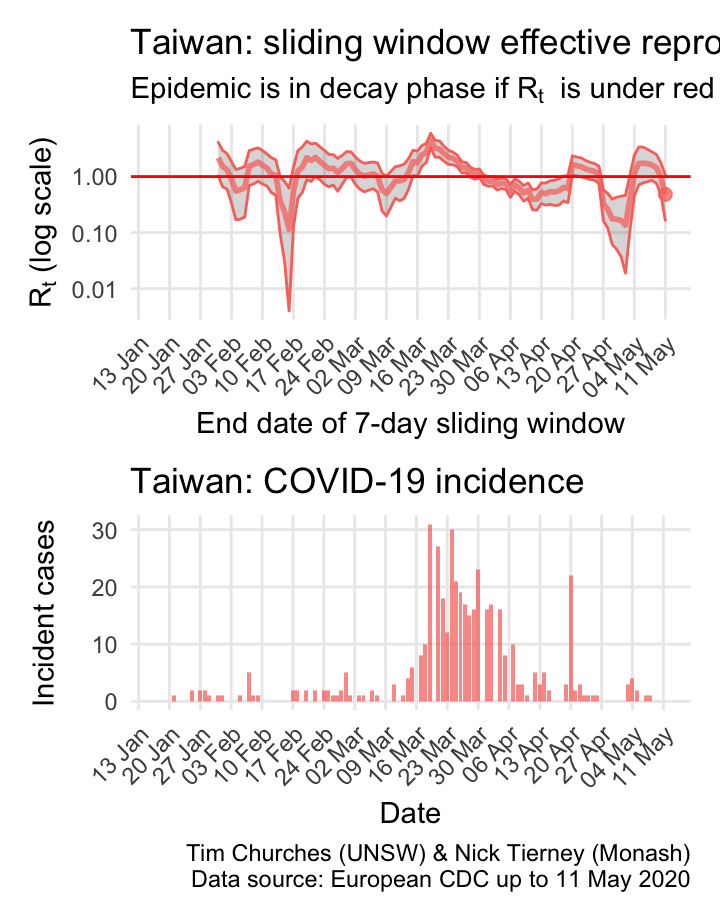 Taiwan: sliding window effective repro
Epidemic is in decay phase if Rₜ is under red
Rₜ (log scale)
1.00
0.10
0.01
13 Jan
20 Jan
27 Jan
03 Feb
10 Feb
17 Feb
24 Feb
02 Mar
09 Mar
16 Mar
23 Mar
30 Mar
06 Apr
13 Apr
20 Apr
27 Apr
04 May
11 May
End date of 7-day sliding window
Taiwan: COVID-19 incidence
Incident cases
30
20
10
0
13 Jan
20 Jan
27 Jan
03 Feb
10 Feb
17 Feb
24 Feb
02 Mar
09 Mar
16 Mar
23 Mar
30 Mar
06 Apr
13 Apr
20 Apr
27 Apr
04 May
11 May
Date
Tim Churches (UNSW) & Nick Tierney (Monash)
Data source: European CDC up to 11 May 2020